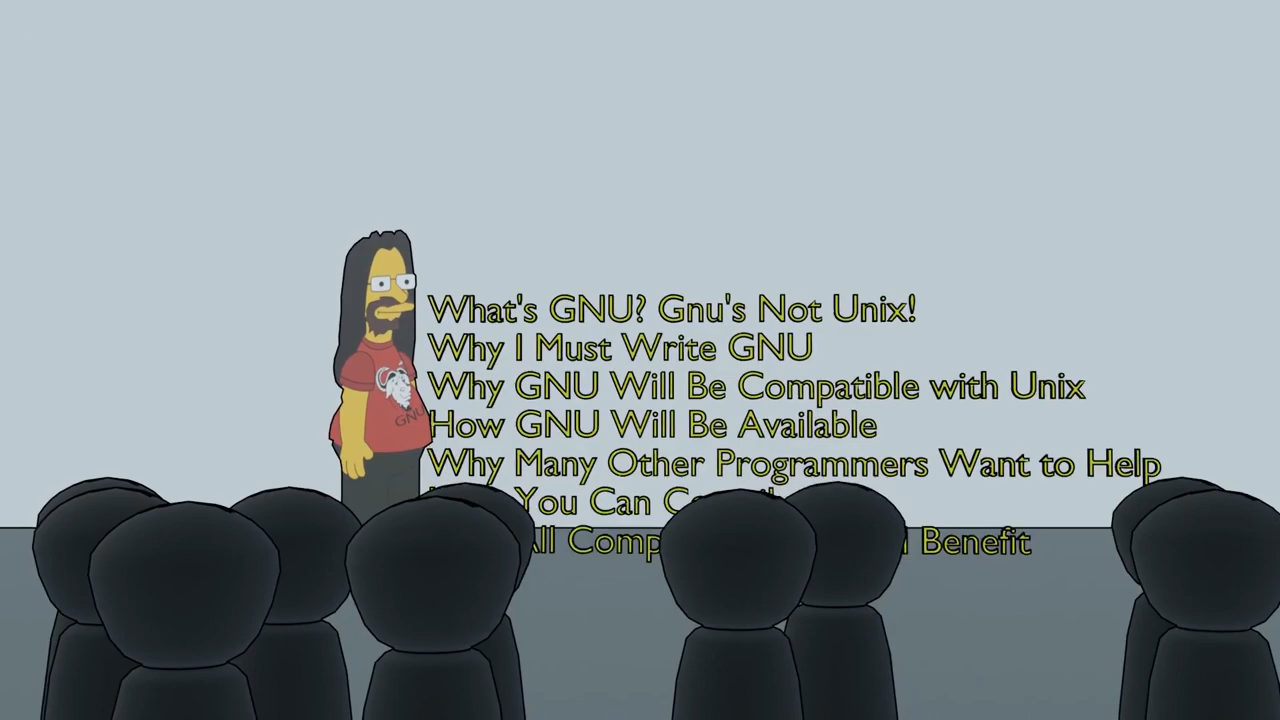 What's GNU? Gnu's Not Unix!
Why I Must Write GNU
Why GNU Will Be Compatible with Unix
GNU
How GNU Will Be Available
Why Many Other Programmers Want to Help
You Can
All Benefit